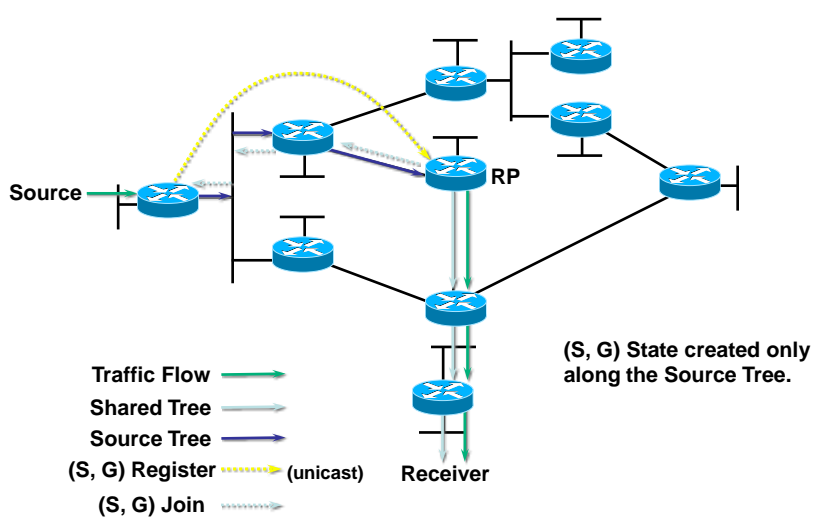 RP
Source
(S, G) State created only
along the Source Tree.
Traffic Flow
Shared Tree
Source Tree
(S, G) Register
(unicast)
Receiver
(S, G) Join